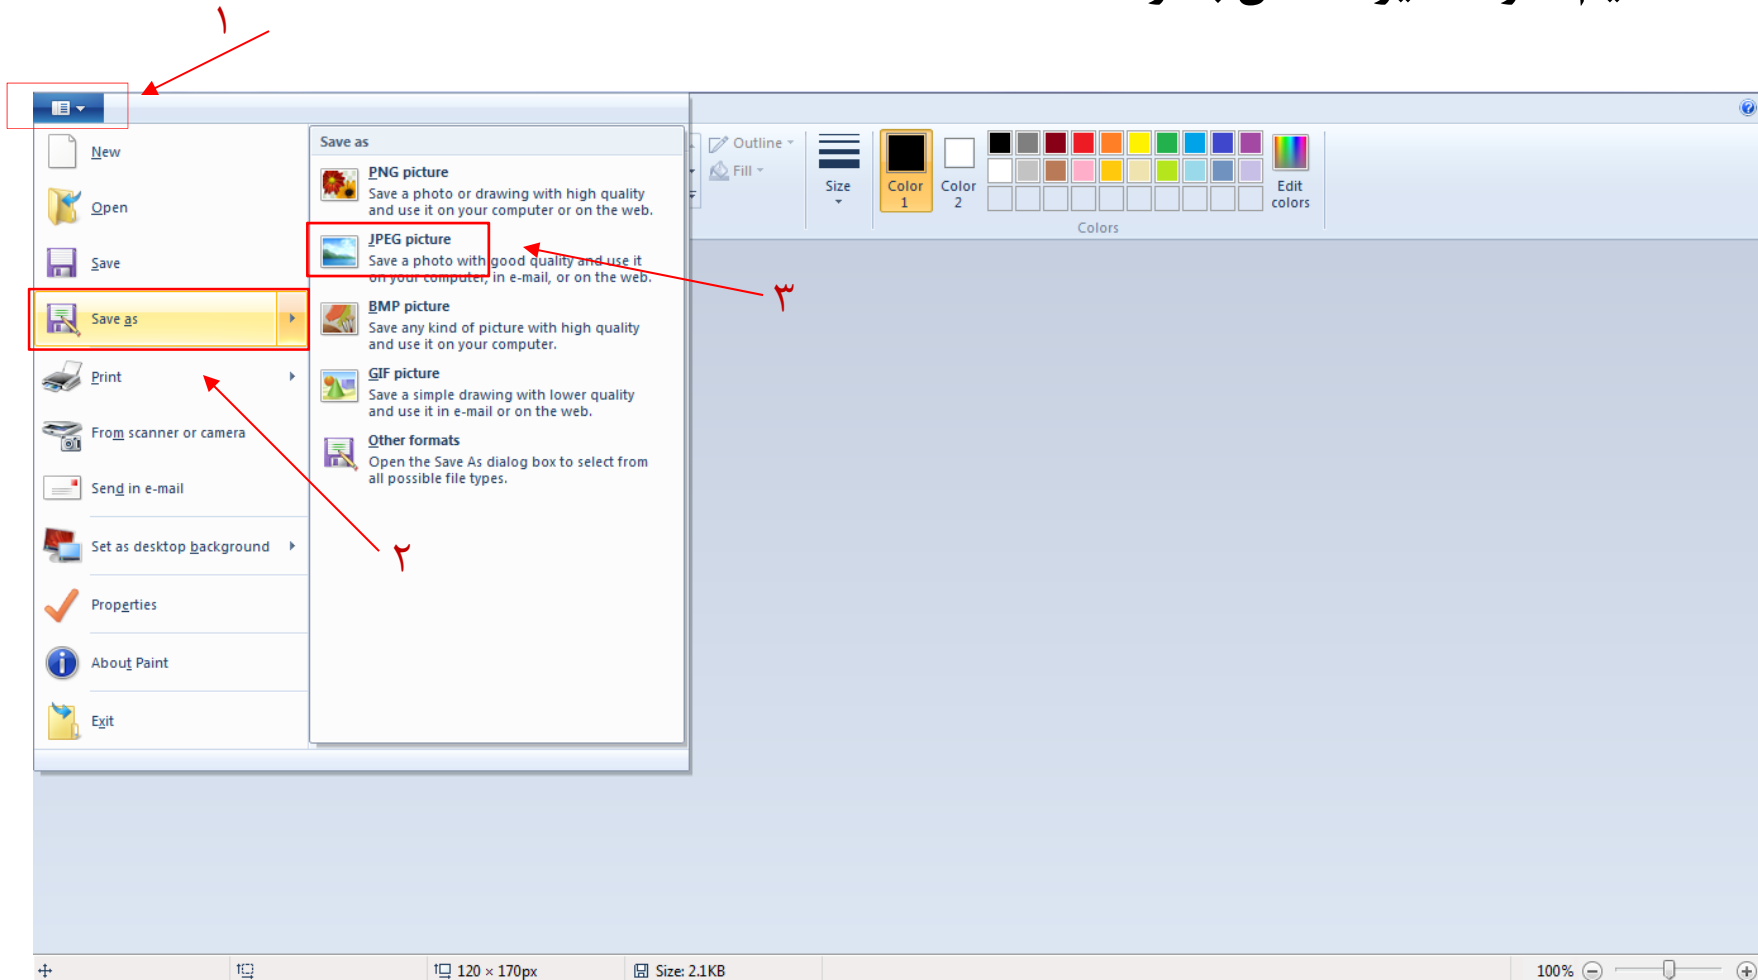 ۱
New
Open
Save
Save as
Print
From scanner or camera
Send in e-mail
Set as desktop background
Properties
About Paint
Exit
Save as
PNG picture
Save a photo or drawing with high quality
and use it on your computer or on the web.
JPEG picture
Save a photo with good quality and use it
on your computer, in e-mail, or on the web.
BMP picture
Save any kind of picture with high quality
and use it on your computer.
GIF picture
Save a simple drawing with lower quality
and use it in e-mail or on the web.
Other formats
Open the Save As dialog box to select from
all possible file types.
۲
۳
Outline
Fill
Size
Color
1
Color
2
Edit
colors
Colors
120 × 170px
Size: 2.1KB
100%